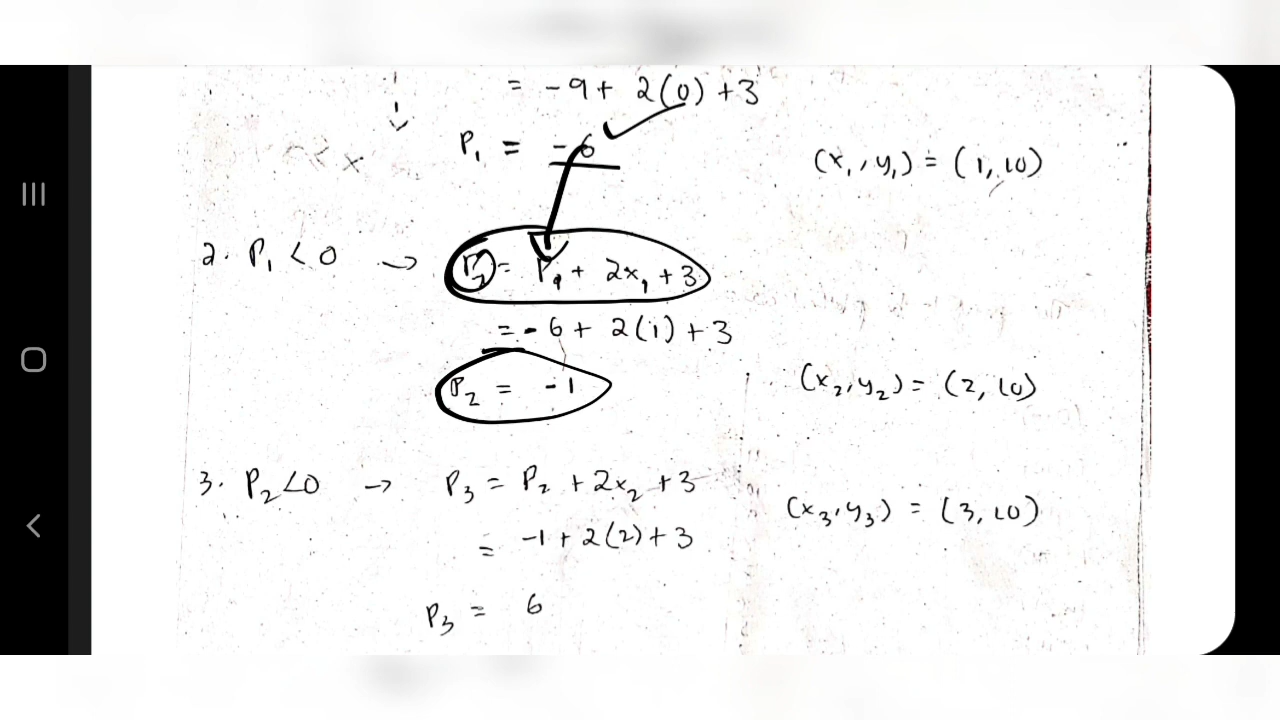 = -9 + 2(0) + 3
P₁ = -6
(x₁, y₁) = (1, 10)
2. P₁ < 0 → P₂ = P₁ + 2x₁ + 3
= -6 + 2(1) + 3
P₂ = -1
(x₂, y₂) = (2, 10)
3. P₂ < 0 → P₃ = P₂ + 2x₂ + 3
(x₃, y₃) = (3, 10)
= -1 + 2(2) + 3
P₃ = 6